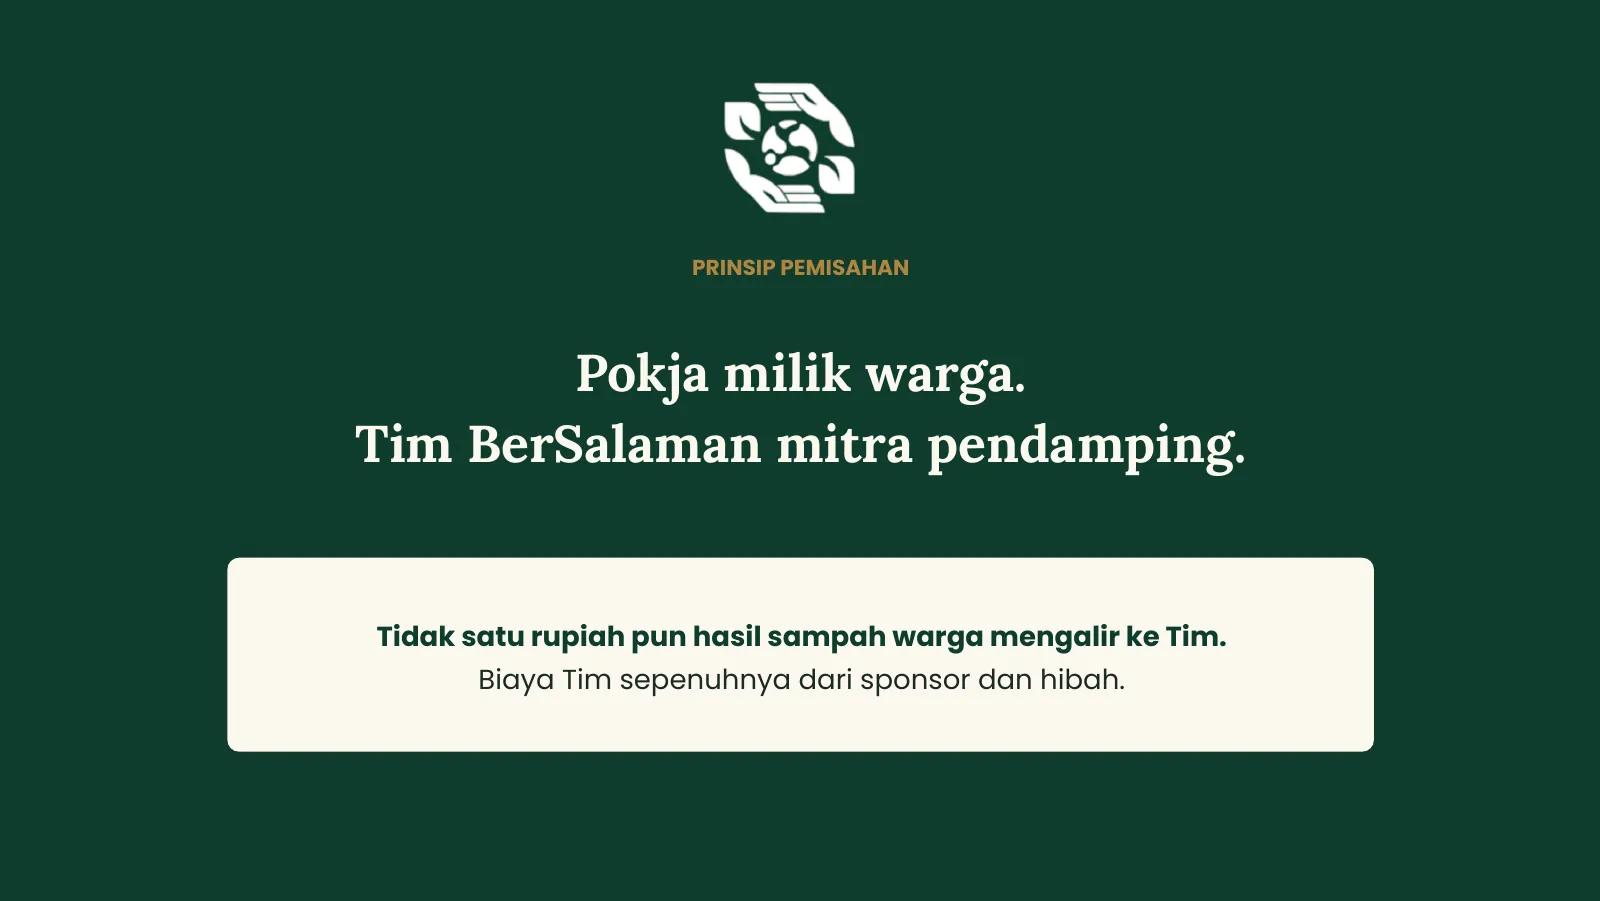 PRINSIP PEMISAHAN
Pokja milik warga.
Tim BerSalaman mitra pendamping.
Tidak satu rupiah pun hasil sampah warga mengalir ke Tim.
Biaya Tim sepenuhnya dari sponsor dan hibah.